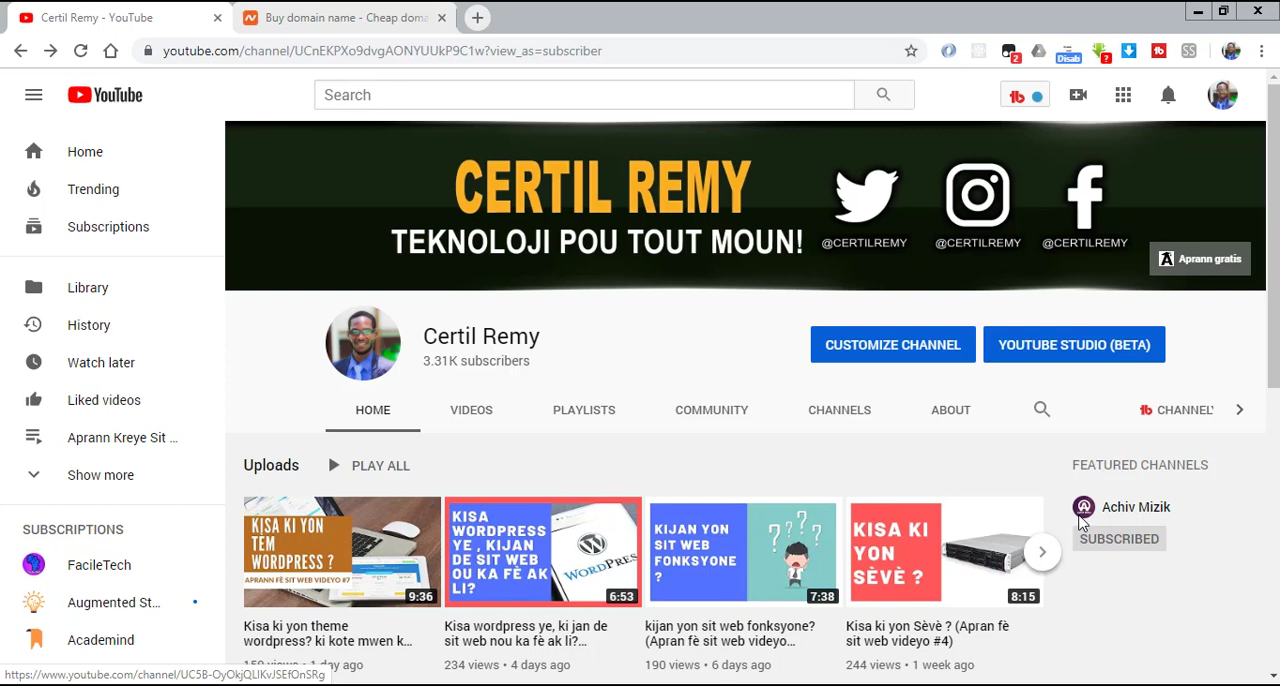 Certil Remy - YouTube
Buy domain name - Cheap doma
youtube.com/channel/UCnEKPXo9dvgAONYUUkP9C1w?view_as=subscriber
2
Disab
?
SS
YouTube
Search
Home
Trending
Subscriptions
Library
History
Watch later
Liked videos
Aprann Kreye Sit ...
Show more
SUBSCRIPTIONS
FacileTech
Augmented St...
Academind
CERTIL REMY
TEKNOLOJI POU TOUT MOUN!
@CERTILREMY
@CERTILREMY
@CERTILREMY
Aprann gratis
Certil Remy
3.31K subscribers
CUSTOMIZE CHANNEL
YOUTUBE STUDIO (BETA)
HOME
VIDEOS
PLAYLISTS
COMMUNITY
CHANNELS
ABOUT
CHANNEL'
Uploads
PLAY ALL
FEATURED CHANNELS
Achiv Mizik
SUBSCRIBED
KISA KI YON
TEM
WORDPRESS ?
APRANN FÈ SIT WEB VIDEYO #7
9:36
Kisa ki yon theme
wordpress? ki kote mwen k...
159 views • 1 day ago
KISA
WORDPRESS
YE , KIJAN
DE SIT WEB
OU KA FÈ AK
LI?
WORDPRES
6:53
Kisa wordpress ye, ki jan de
sit web nou ka fè ak li?...
234 views • 4 days ago
KIJAN YON
SIT WEB
FONKSYONE
?
7:38
kijan yon sit web fonksyone?
(Apran fè sit web videyo...
190 views • 6 days ago
KISA KI
YON
SÈVÈ ?
8:15
Kisa ki yon Sèvè ? (Apran fè
sit web videyo #4)
244 views • 1 week ago
https://www.youtube.com/channel/UC5B-OyOkjQLlKvJSEfOnSRg